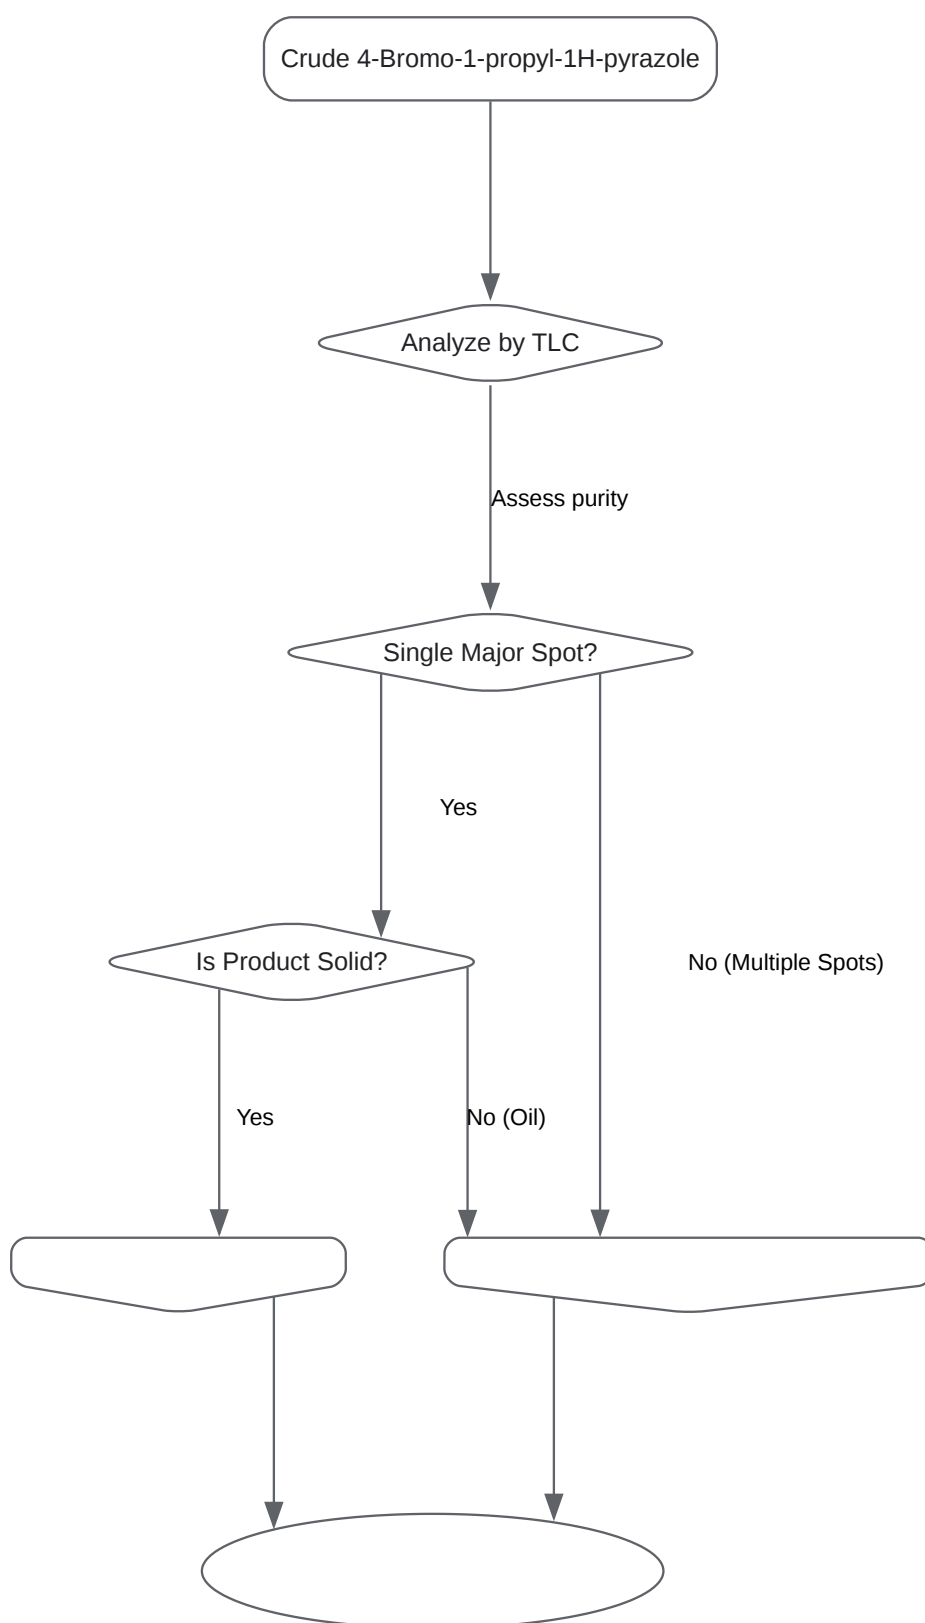 Crude 4-Bromo-1-propyl-1H-pyrazole
Analyze by TLC
Assess purity
Single Major Spot?
Yes
Is Product Solid?
No (Multiple Spots)
Yes
No (Oil)